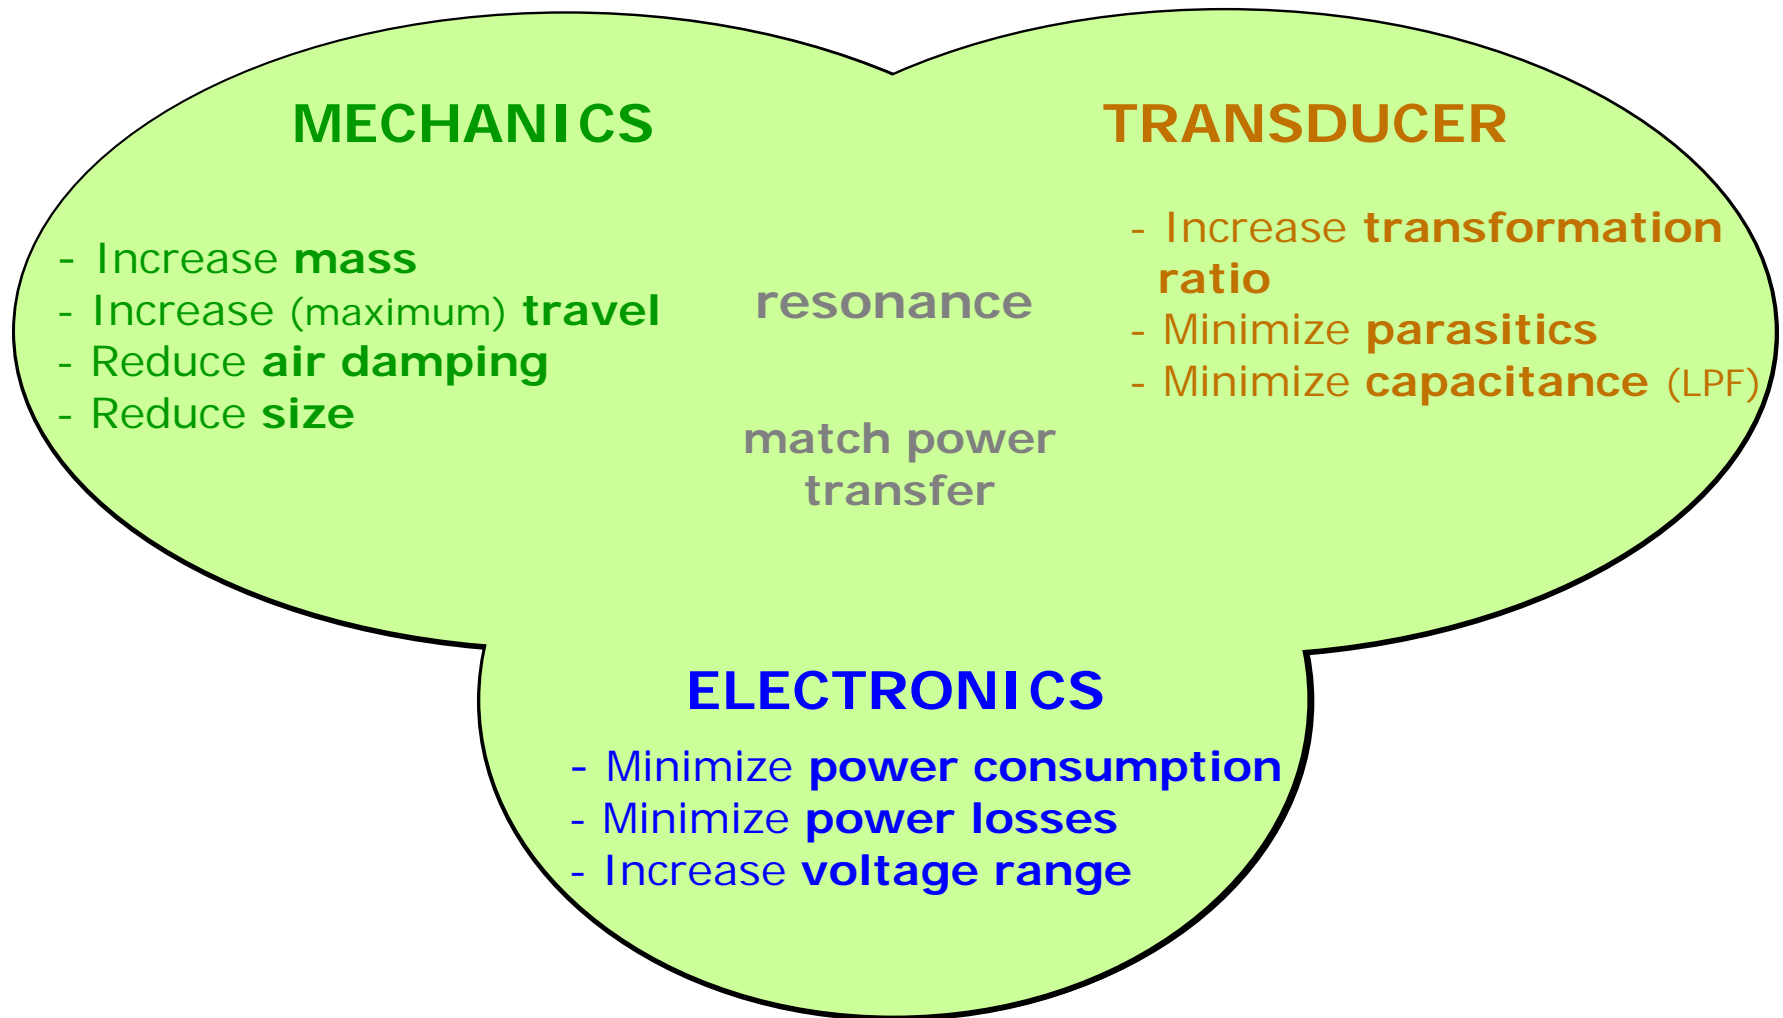 MECHANICS
- Increase mass
- Increase (maximum) travel
- Reduce air damping
- Reduce size
resonance
match power
transfer
TRANSDUCER
- Increase transformation
ratio
- Minimize parasitics
- Minimize capacitance (LPF)
ELECTRONICS
- Minimize power consumption
- Minimize power losses
- Increase voltage range